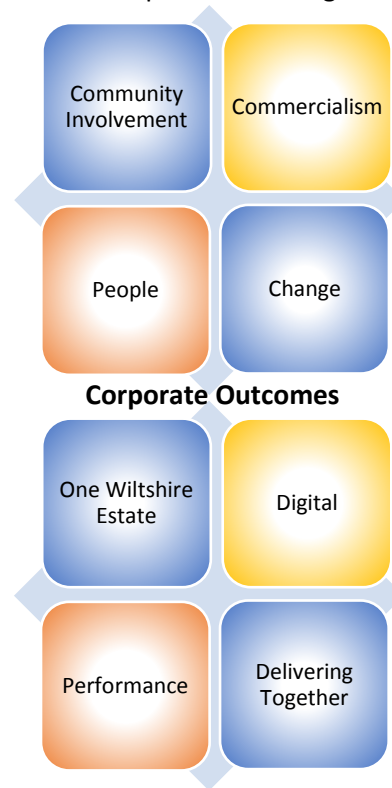 Community
Involvement
Commercialism
People
Change
Corporate Outcomes
One Wiltshire
Estate
Digital
Performance
Delivering
Together